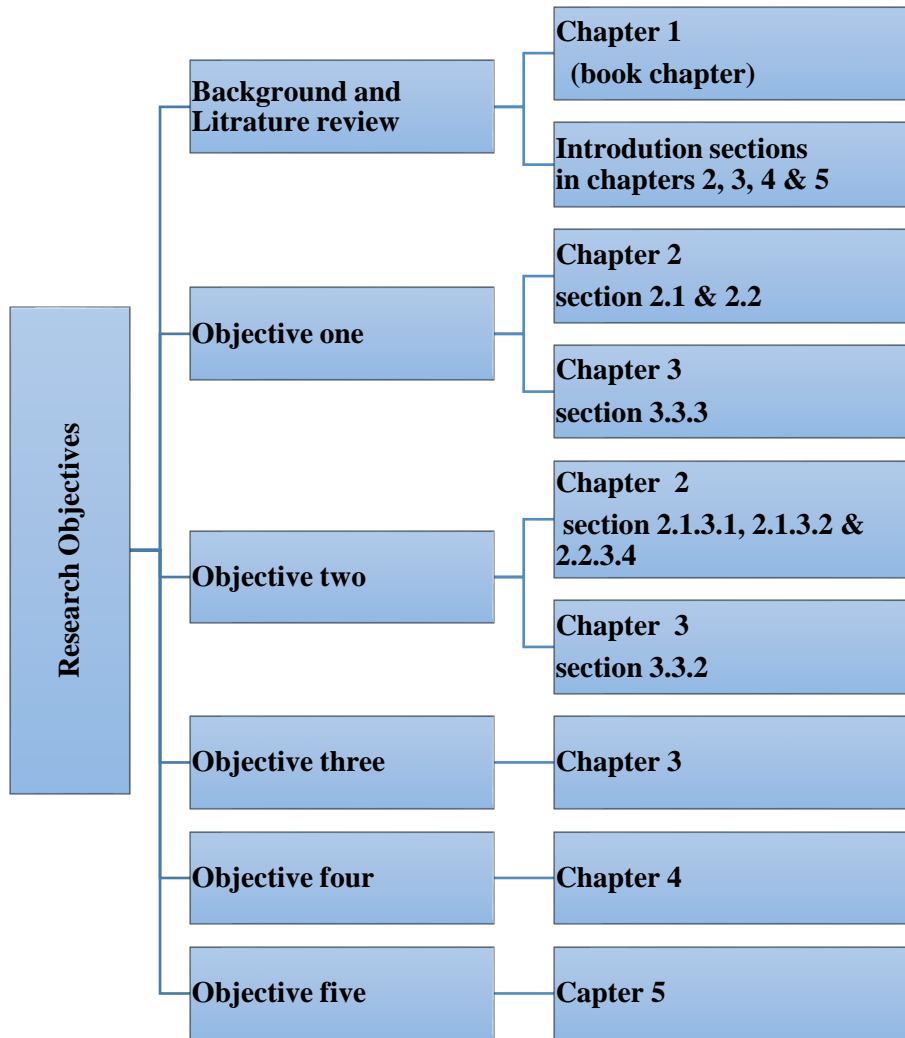 Research Objectives
Background and
Litrature review
Chapter 1
(book chapter)
Introdution sections
in chapters 2, 3, 4 & 5
Objective one
Chapter 2
section 2.1 & 2.2
Chapter 3
section 3.3.3
Objective two
Chapter 2
section 2.1.3.1, 2.1.3.2 &
2.2.3.4
Chapter 3
section 3.3.2
Objective three
Chapter 3
Objective four
Chapter 4
Objective five
Capter 5